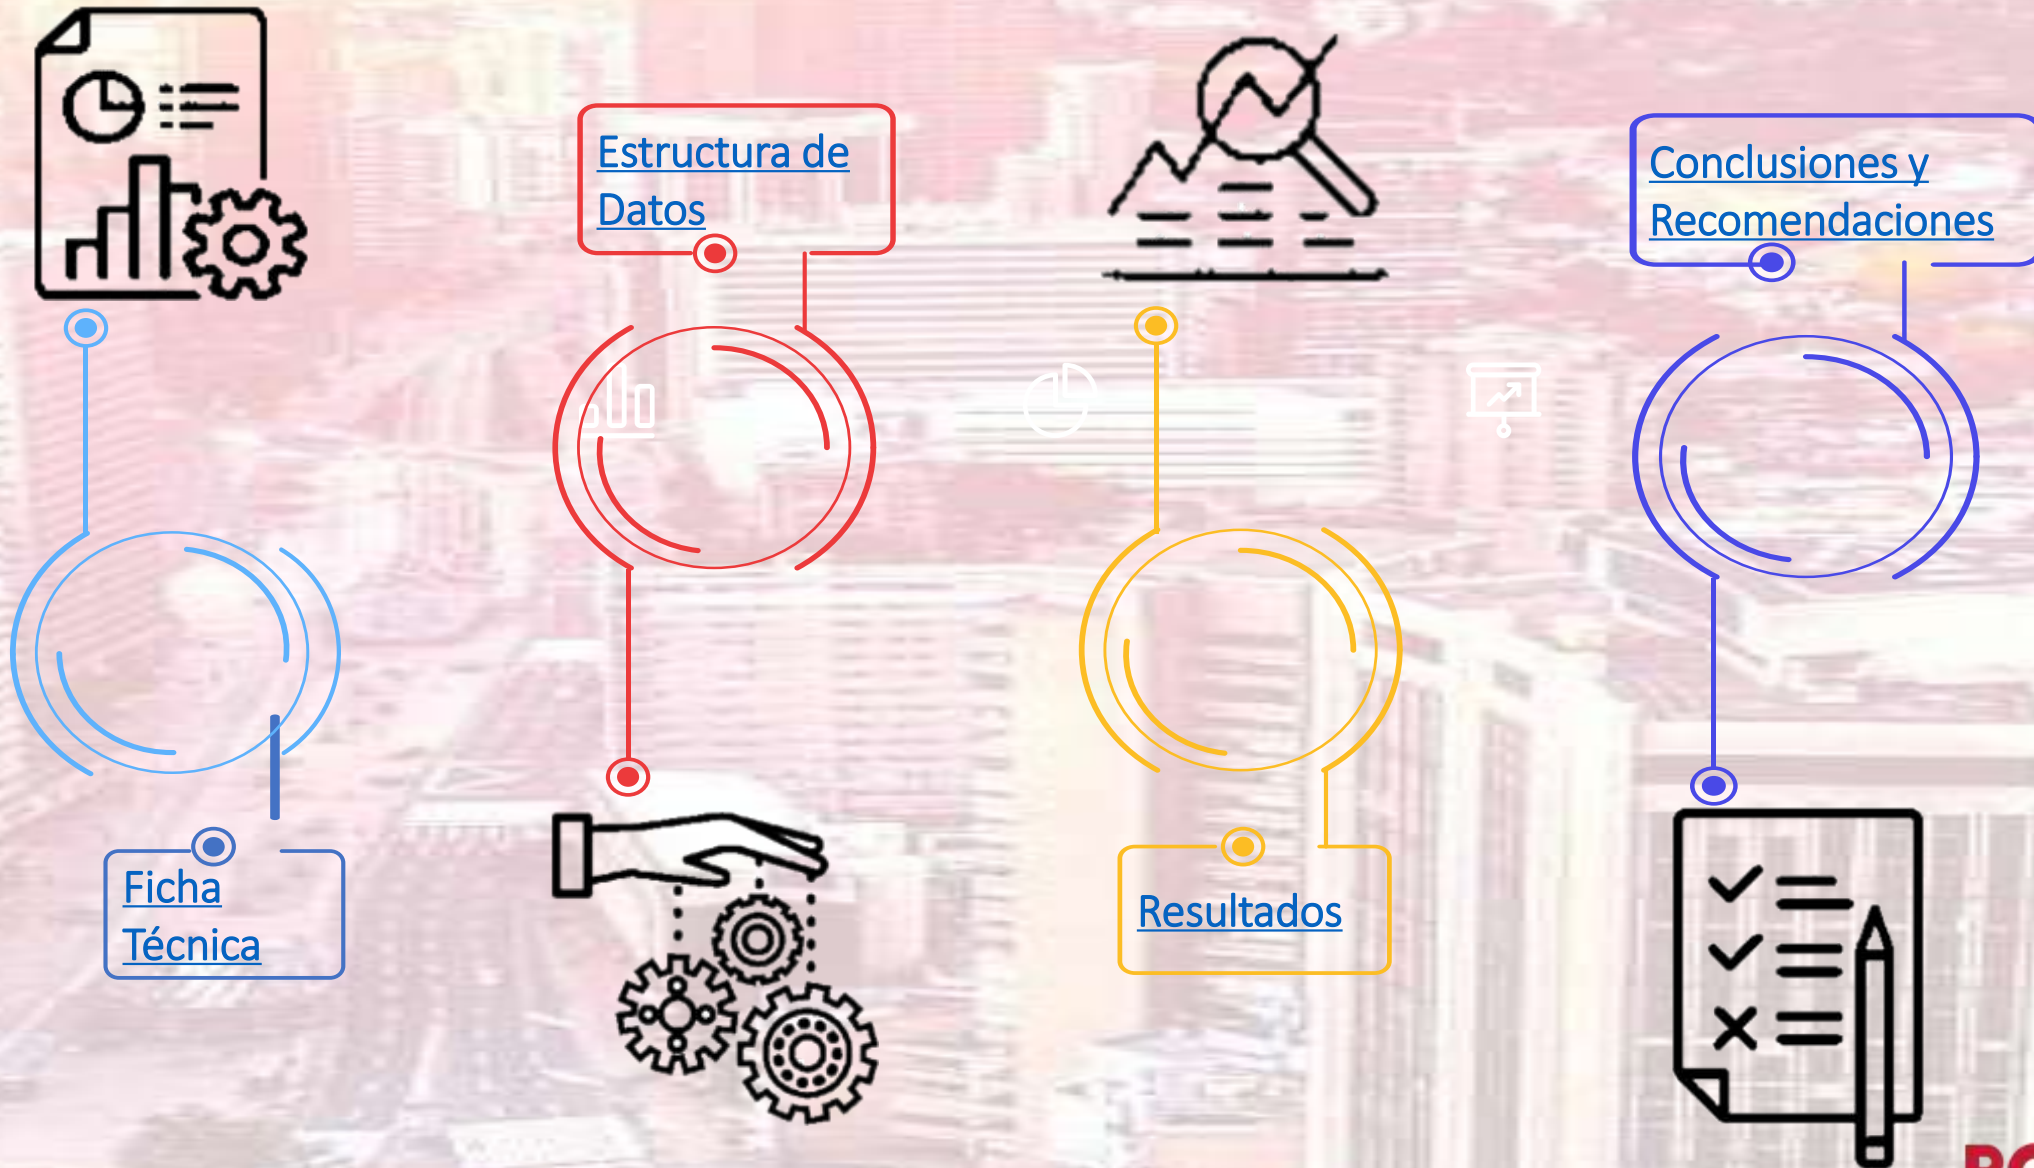 Ficha
Técnica
Estructura de
Datos
Resultados
Conclusiones y
Recomendaciones